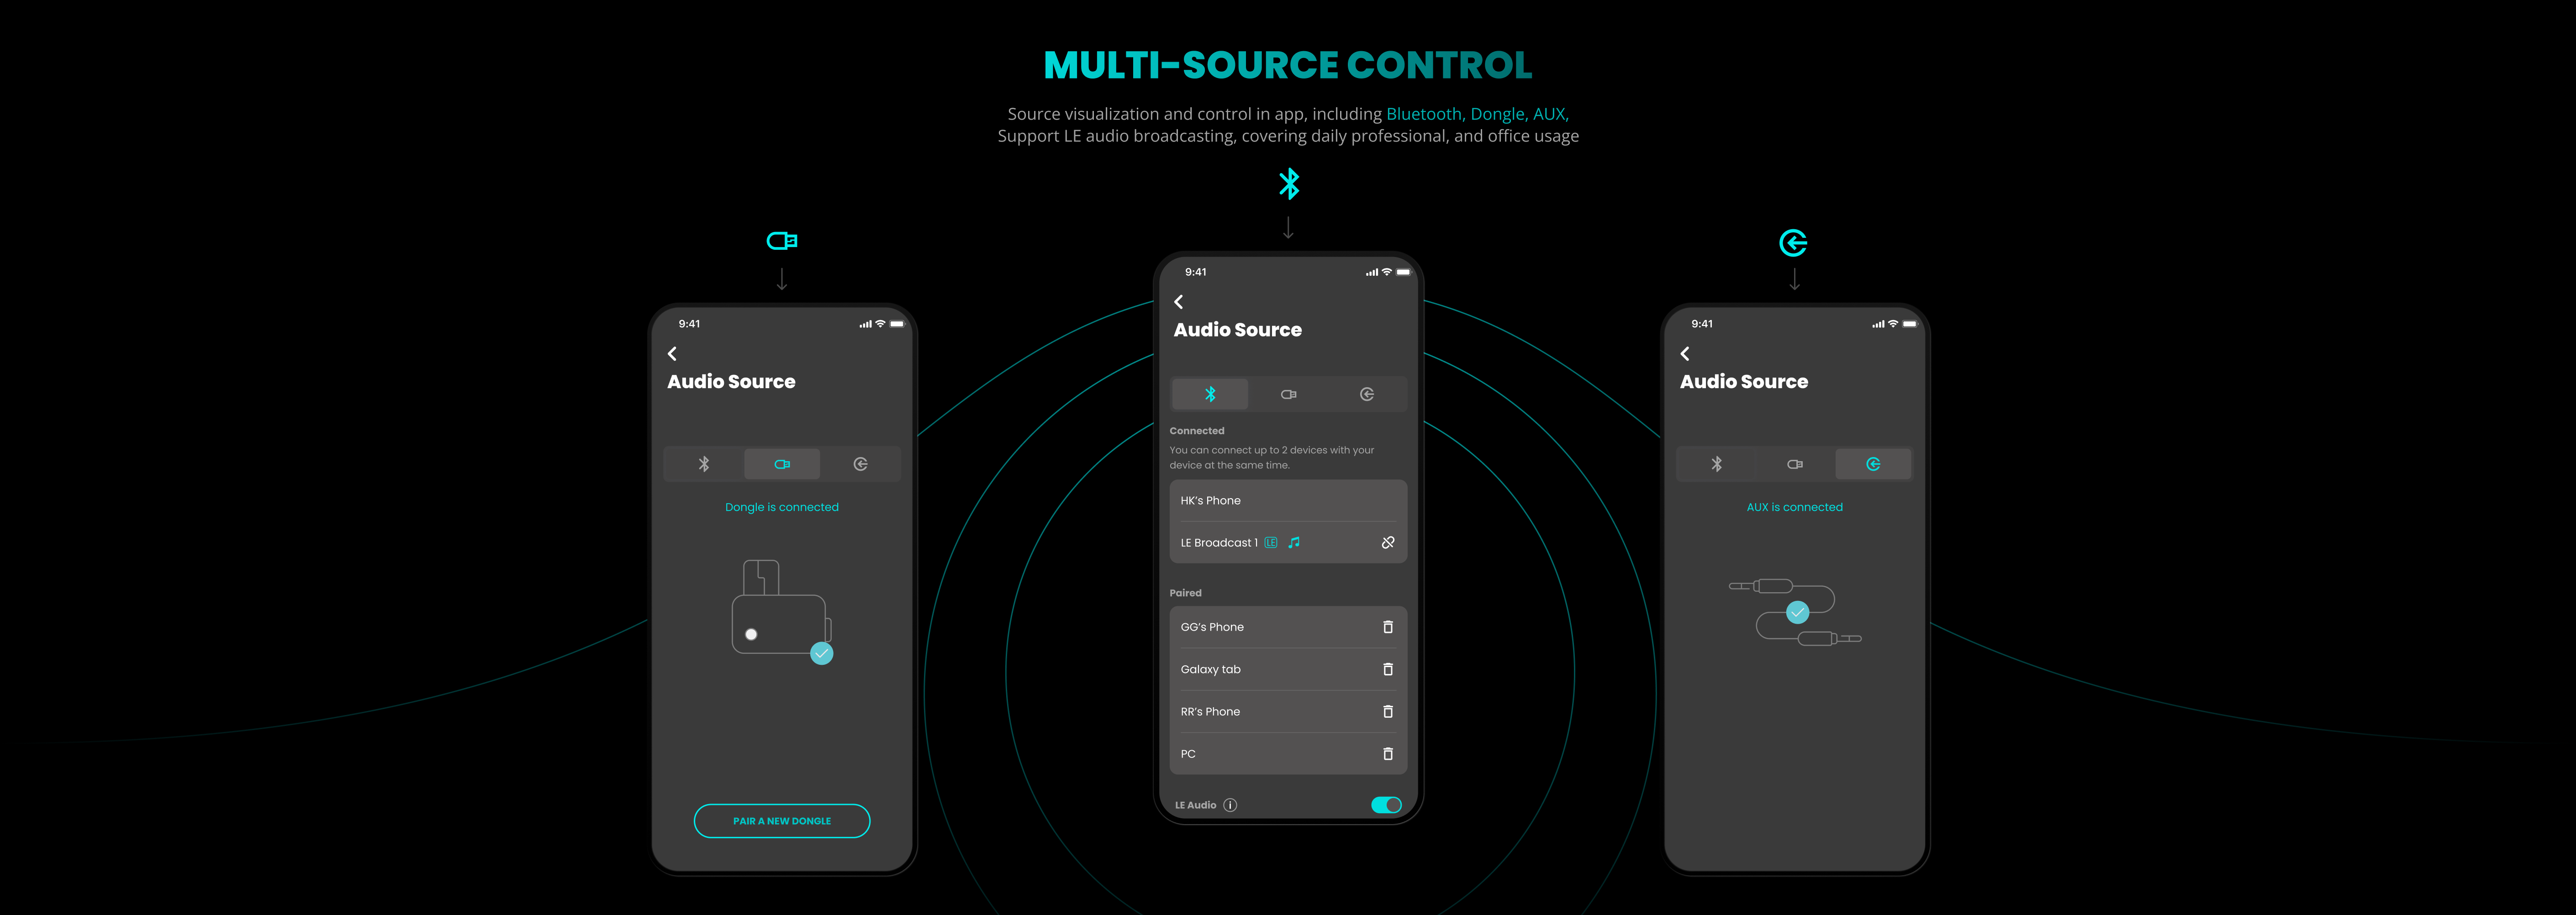 MULTI-SOURCE CONTROL
Source visualization and control in app, including Bluetooth, Dongle, AUX,
Support LE audio broadcasting, covering daily professional, and office usage
9:41
Audio Source
Dongle is connected
PAIR A NEW DONGLE
9:41
Audio Source
Connected
You can connect up to 2 devices with your
device at the same time.
HK's Phone
LE Broadcast 1 LE
Paired
GG's Phone
Galaxy tab
RR's Phone
PC
LE Audio
9:41
Audio Source
AUX is connected